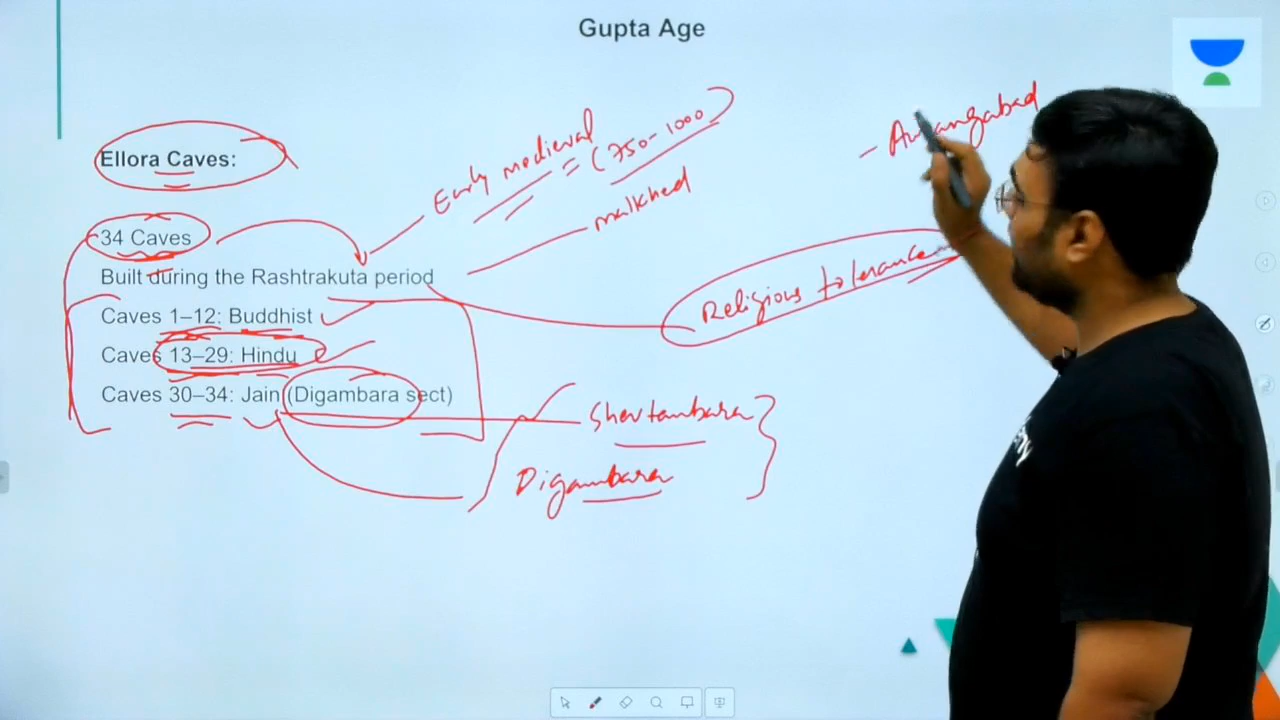 Gupta Age
Ellora Caves:
34 Caves
Built during the Rashtrakuta period
Caves 1–12: Buddhist
Caves 13–29: Hindu
Caves 30–34: Jain (Digambara sect)
Early medieval = (750-1000)
malkhed
- Aurangabad
Religious tolerance
Shevtambara
Digambara